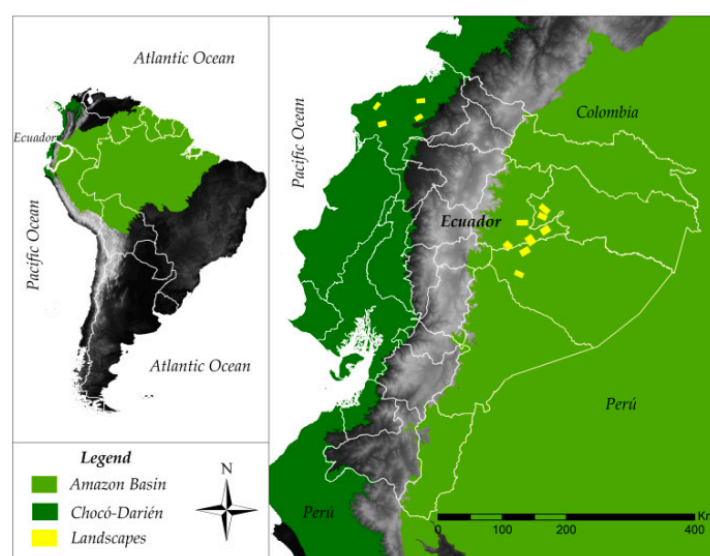 Atlantic Ocean
Ecuador
Pacific Ocean
Atlantic Ocean
Legend
Amazon Basin
Chocó-Darién
Landscapes
N
Pacific Ocean
Colombia
Ecuador
Perú
Perú
Km
0 100 200 400